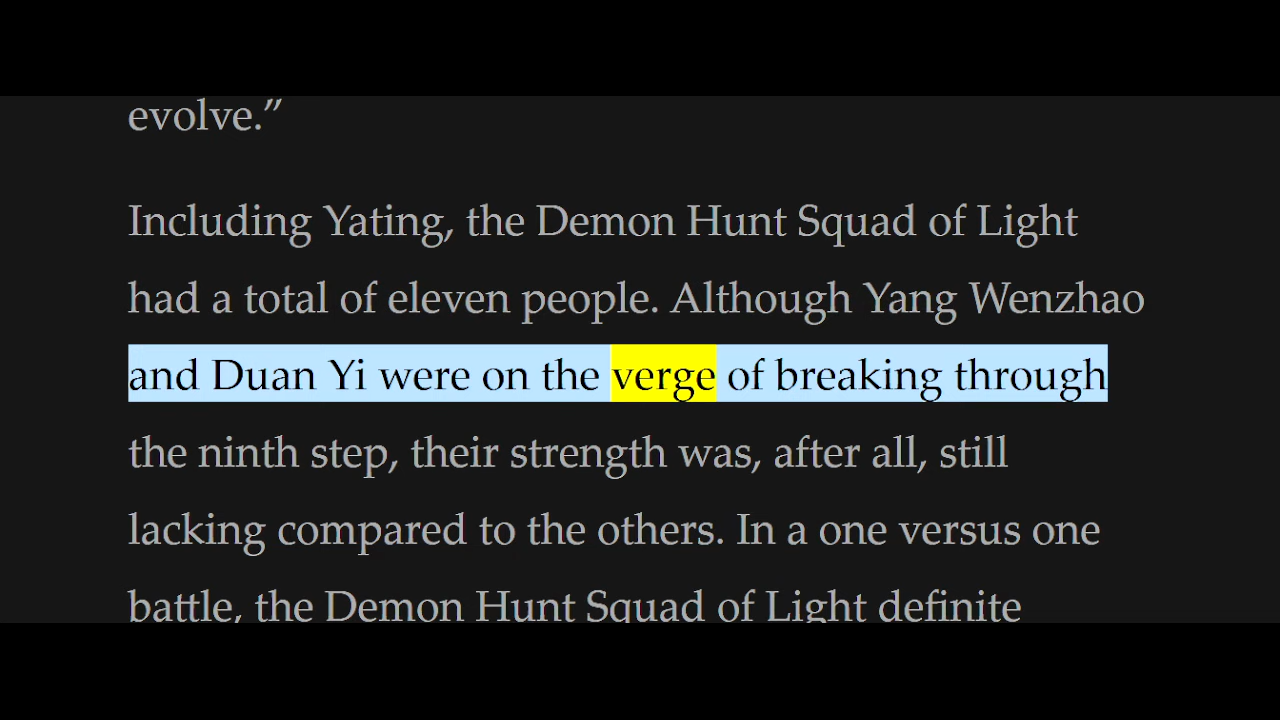 evolve.”
Including Yating, the Demon Hunt Squad of Light
had a total of eleven people. Although Yang Wenzhao
and Duan Yi were on the verge of breaking through
the ninth step, their strength was, after all, still
lacking compared to the others. In a one versus one
battle, the Demon Hunt Squad of Light definite